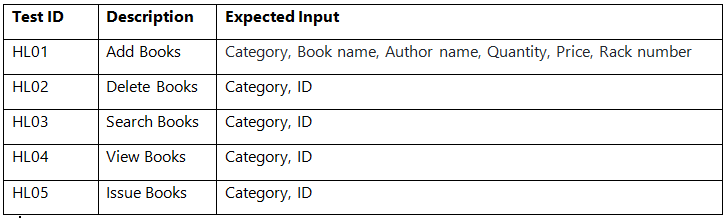 Test ID Description Expected Input
HL01 Add Books Category, Book name, Author name, Quantity, Price, Rack number
HL02 Delete Books Category, ID
HL03 Search Books Category, ID
HL04 View Books Category, ID
HL05 Issue Books Category, ID